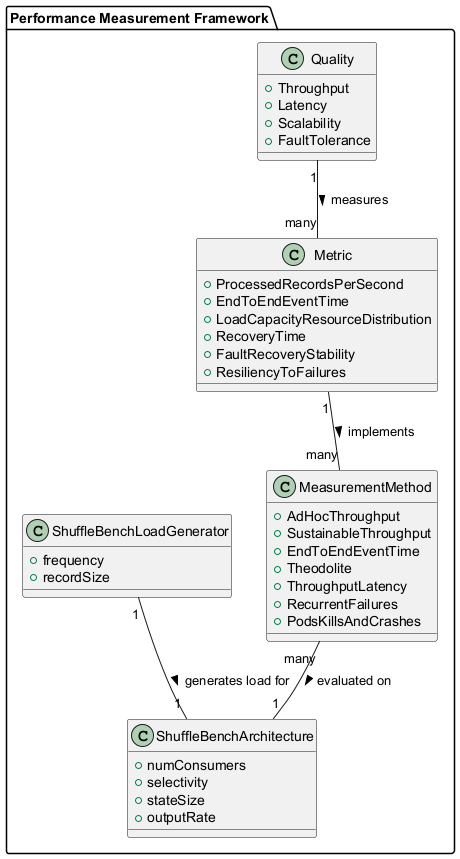 Performance Measurement Framework
C Quality
Throughput
Latency
Scalability
FaultTolerance
1
measures
many
C Metric
ProcessedRecordsPerSecond
EndToEndEventTime
LoadCapacityResourceDistribution
RecoveryTime
FaultRecoveryStability
ResiliencyToFailures
1
implements
many
C MeasurementMethod
AdHocThroughput
SustainableThroughput
EndToEndEventTime
Theodolite
ThroughputLatency
RecurrentFailures
PodsKillsAndCrashes
C ShuffleBenchLoadGenerator
frequency
recordSize
1
generates load for
1
many
evaluated on
1
C ShuffleBenchArchitecture
numConsumers
selectivity
stateSize
outputRate